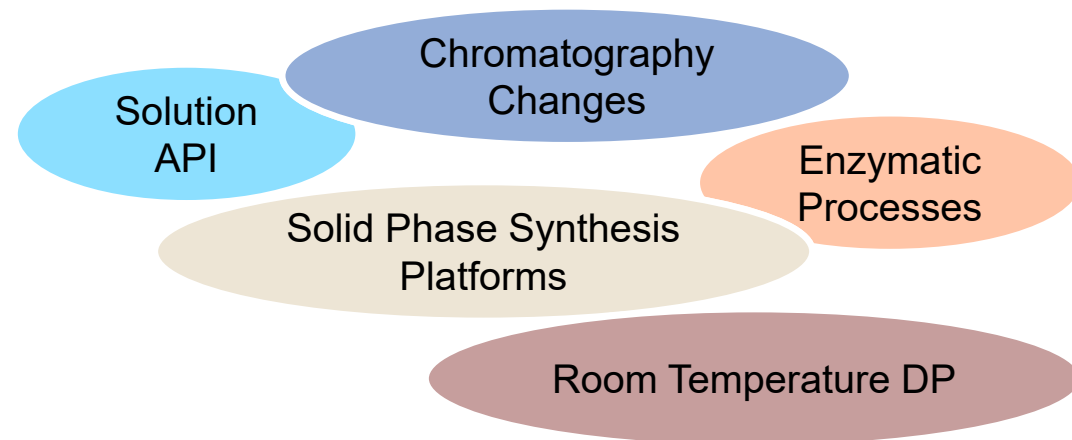 Chromatography
Changes
Solution
API
Enzymatic
Processes
Solid Phase Synthesis
Platforms
Room Temperature DP